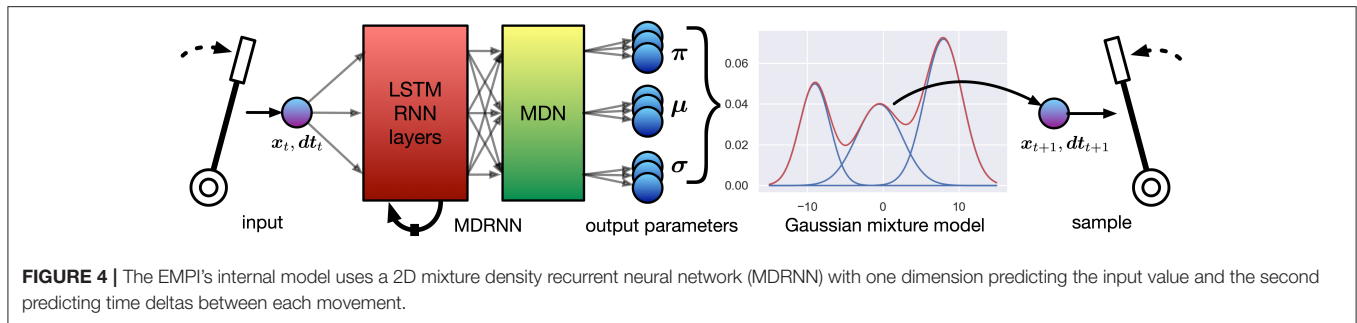 LSTM
RNN
layers
MDN
π
μ
σ
0.06
0.04
0.02
0.00
−10
0
10
x_t, dt_t
x_{t+1}, dt_{t+1}
input
MDRNN
output parameters
Gaussian mixture model
sample
FIGURE 4 | The EMPI's internal model uses a 2D mixture density recurrent neural network (MDRNN) with one dimension predicting the input value and the second
predicting time deltas between each movement.